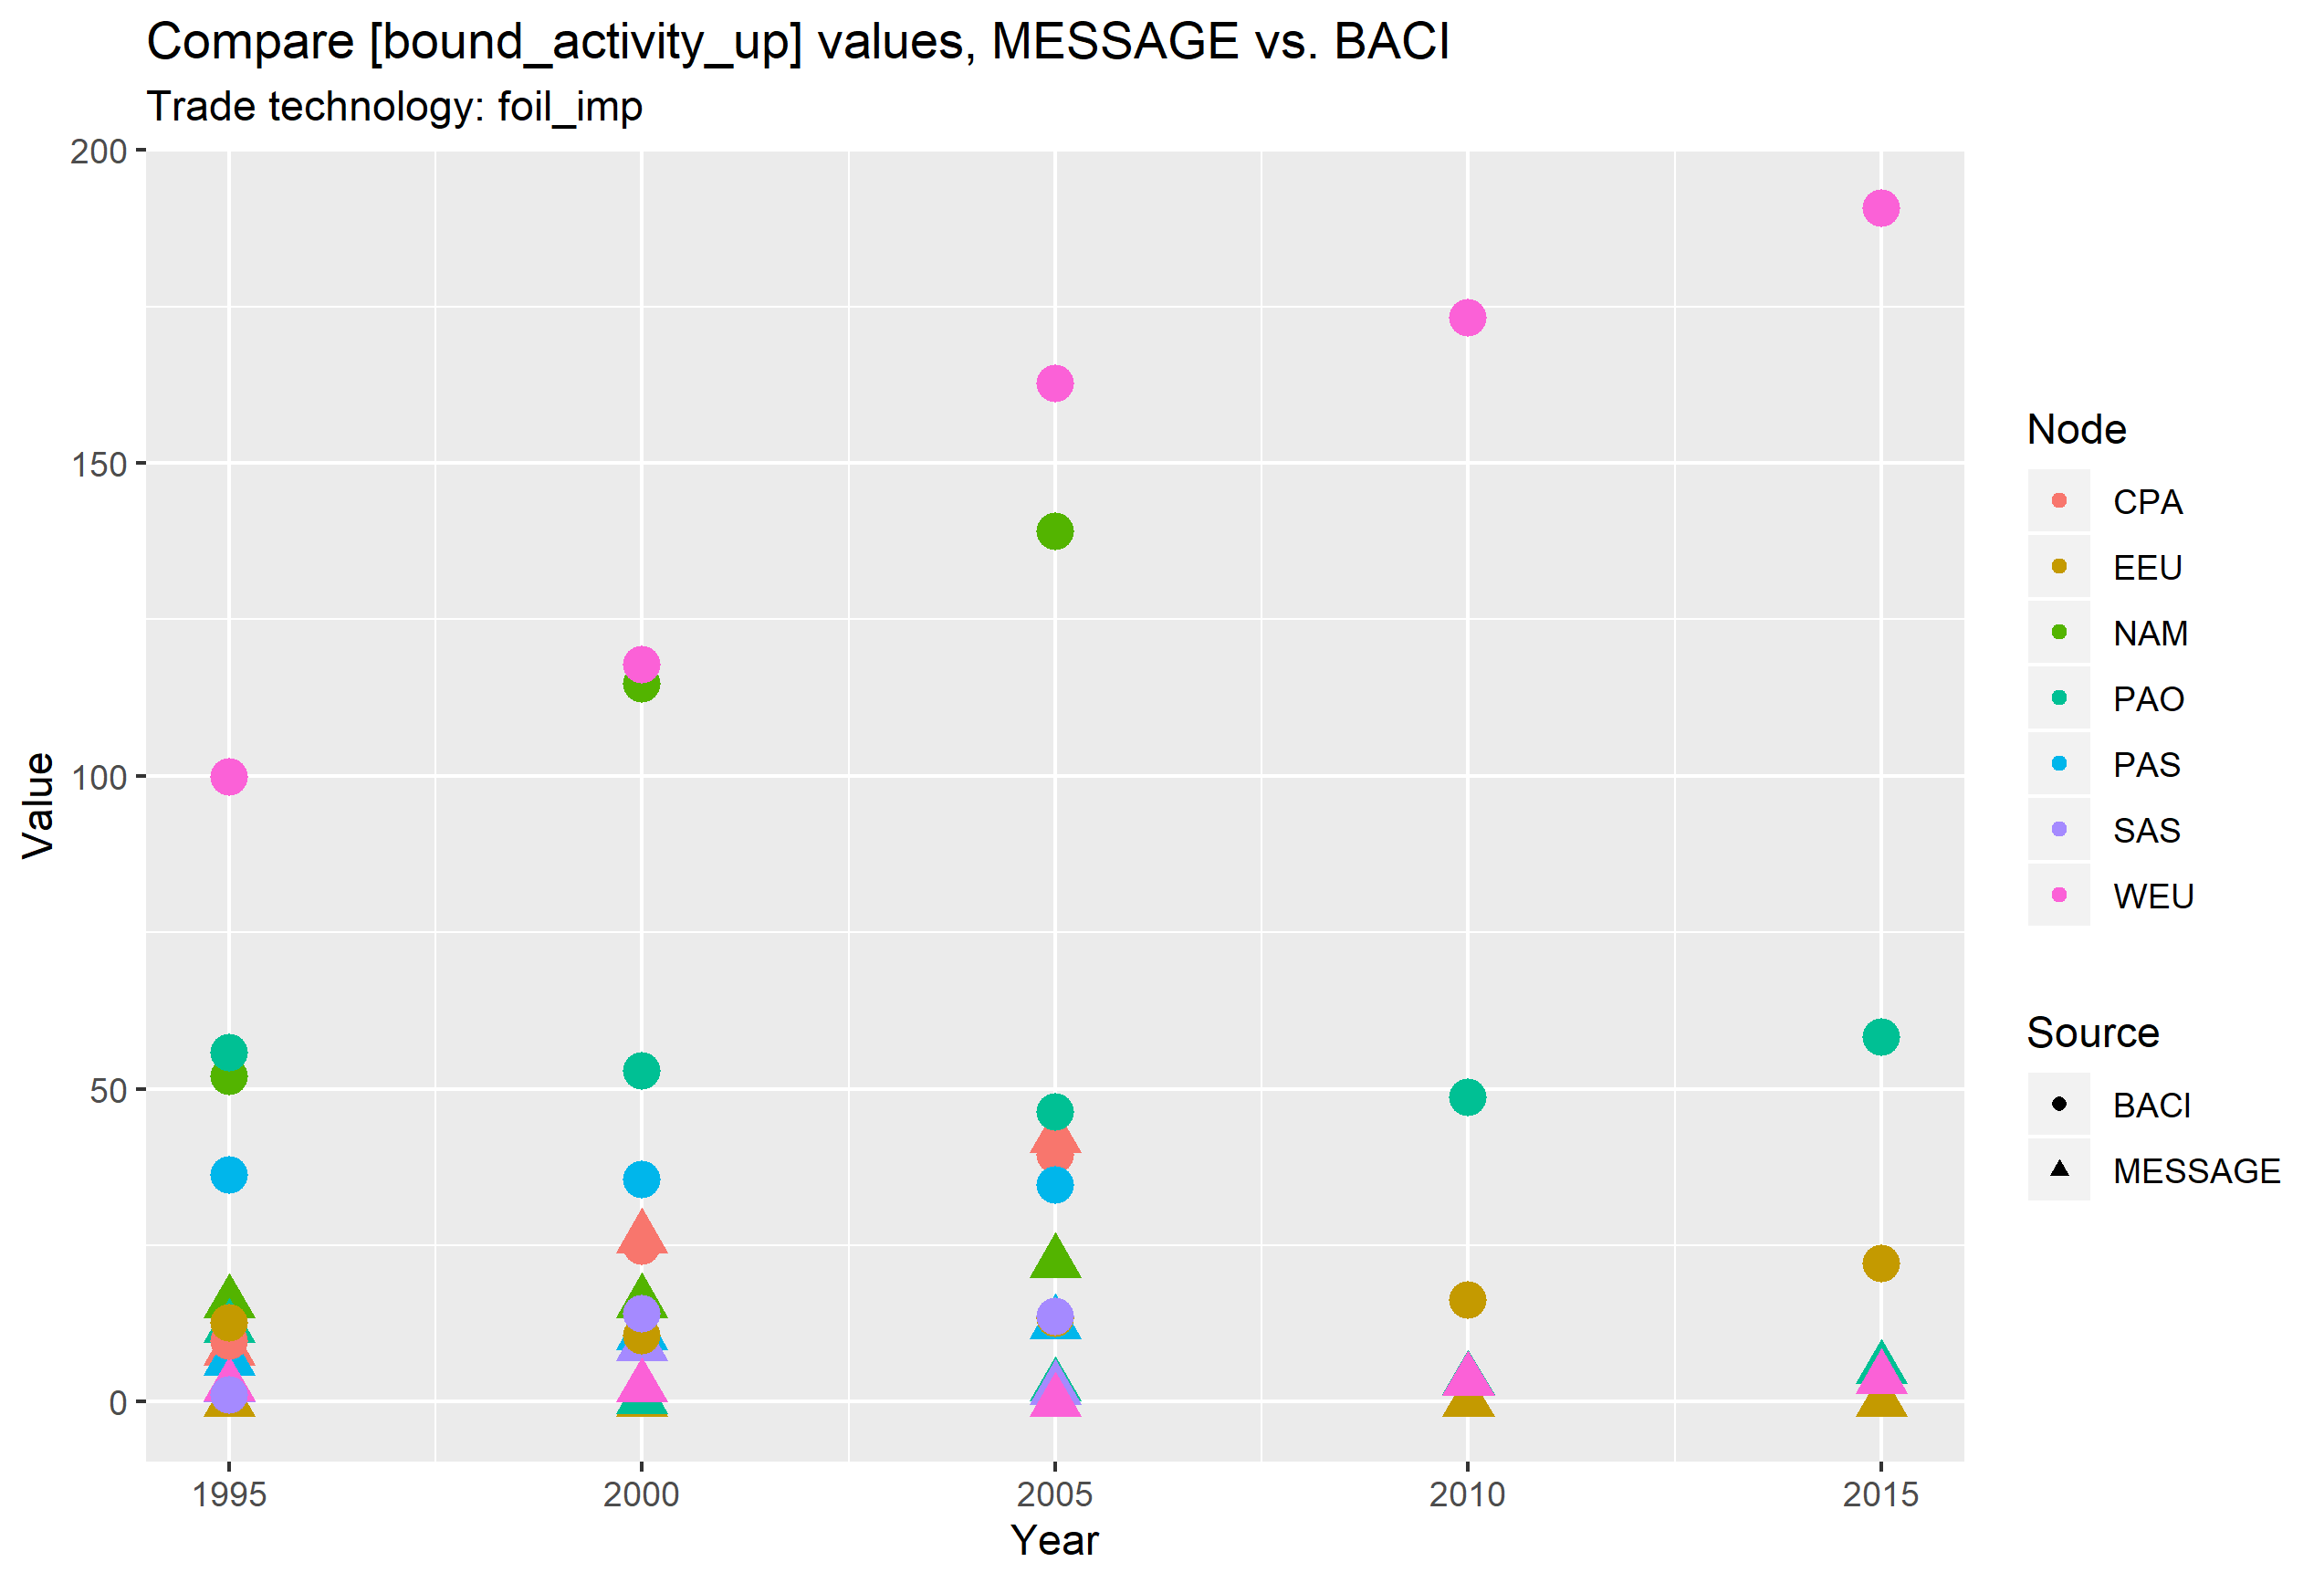 Compare [bound_activity_up] values, MESSAGE vs. BACI
Trade technology: foil_imp
200
150
100
50
0
Value
1995 2000 2005 2010 2015
Year
Node
CPA
EEU
NAM
PAO
PAS
SAS
WEU
Source
BACI
MESSAGE